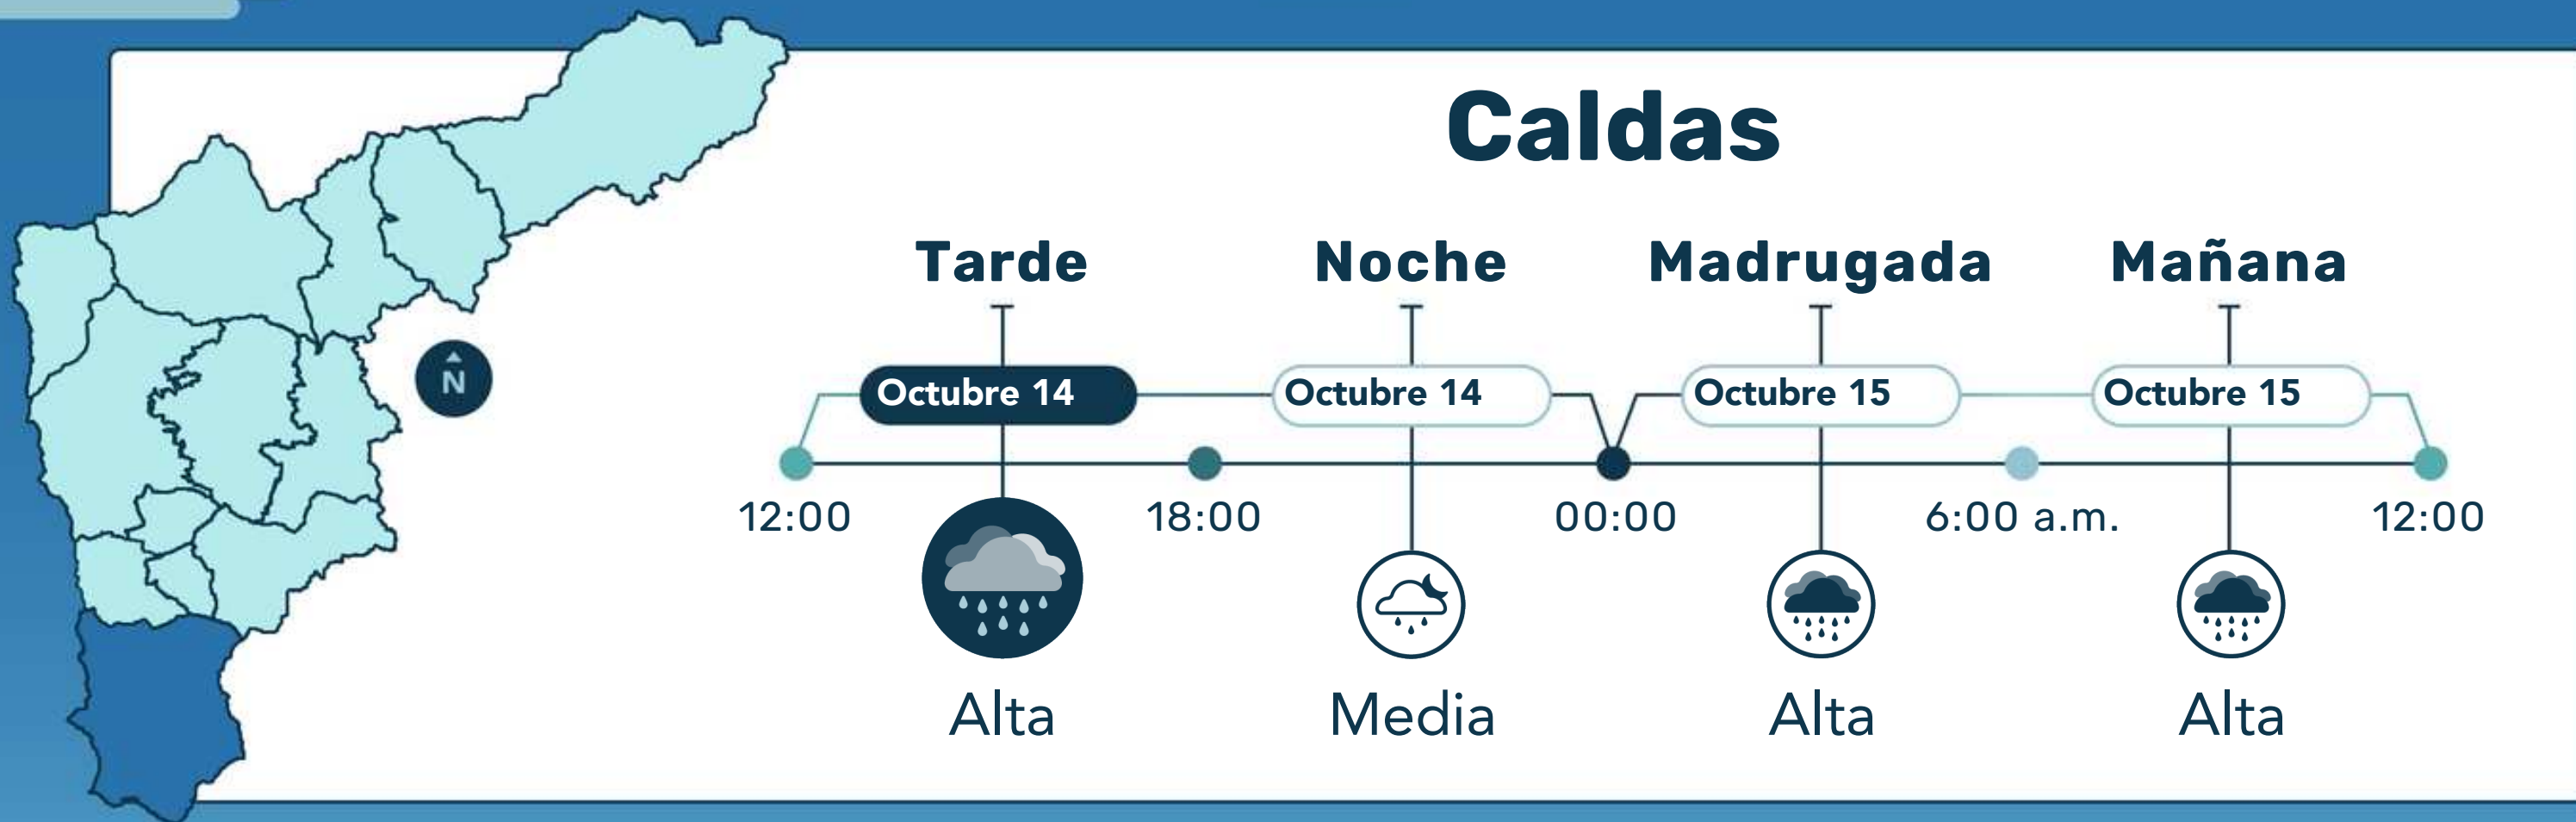 Caldas
Tarde Noche Madrugada Mañana
Octubre 14 Octubre 14 Octubre 15 Octubre 15
N
12:00 18:00 00:00 6:00 a.m. 12:00
Alta Media Alta Alta